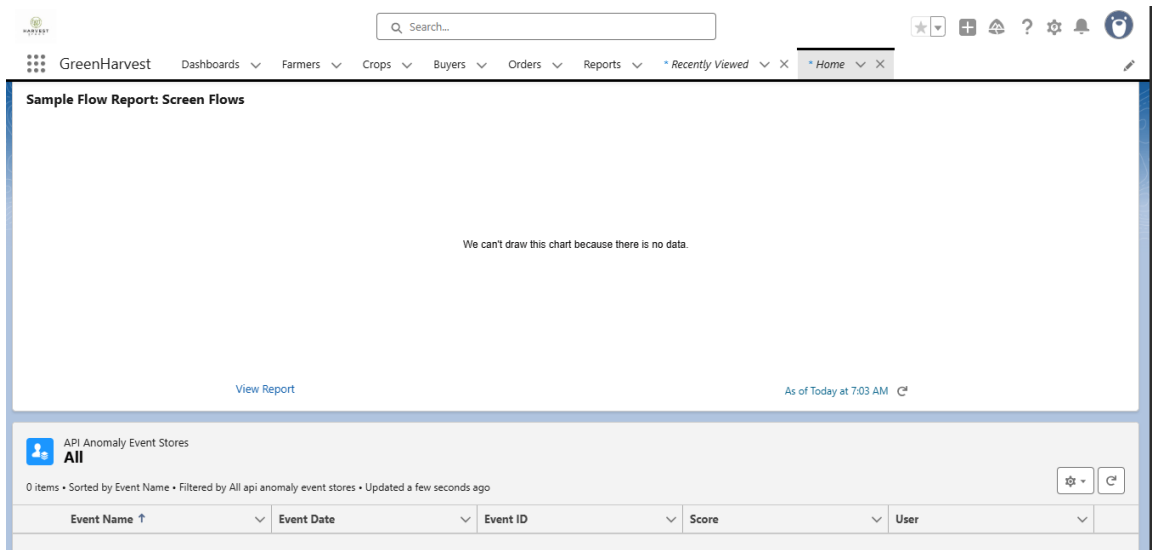 HARVEST
Search...
GreenHarvest Dashboards Farmers Crops Buyers Orders Reports * Recently Viewed * Home
Sample Flow Report: Screen Flows
We can't draw this chart because there is no data.
View Report As of Today at 7:03 AM
API Anomaly Event Stores
All
0 items • Sorted by Event Name • Filtered by All api anomaly event stores • Updated a few seconds ago
Event Name ↑ Event Date Event ID Score User